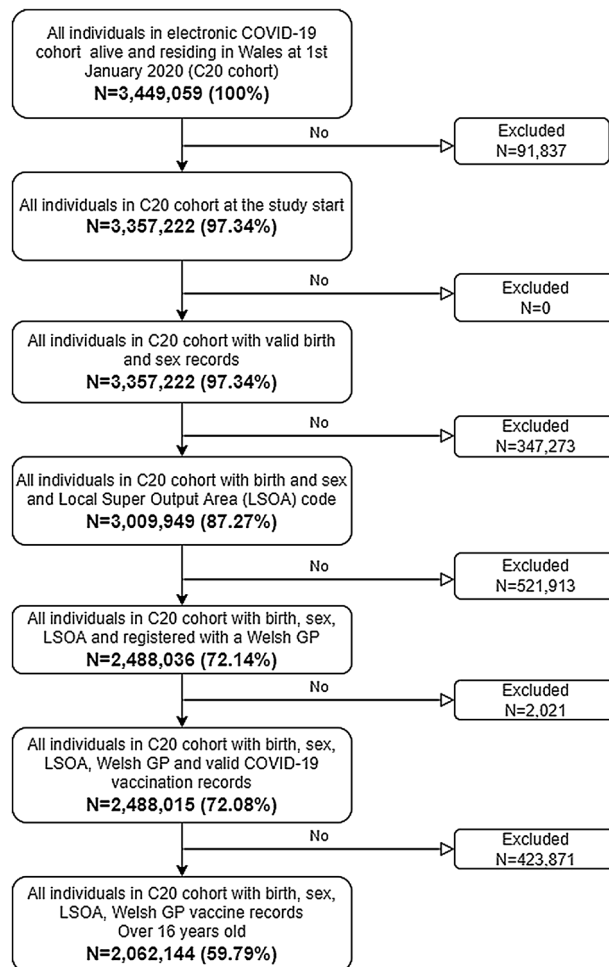 All individuals in electronic COVID-19
cohort alive and residing in Wales at 1st
January 2020 (C20 cohort)
N=3,449,059 (100%)
No
Excluded
N=91,837
All individuals in C20 cohort at the study start
N=3,357,222 (97.34%)
No
Excluded
N=0
All individuals in C20 cohort with valid birth
and sex records
N=3,357,222 (97.34%)
No
Excluded
N=347,273
All individuals in C20 cohort with birth and sex
and Local Super Output Area (LSOA) code
N=3,009,949 (87.27%)
No
Excluded
N=521,913
All individuals in C20 cohort with birth, sex,
LSOA and registered with a Welsh GP
N=2,488,036 (72.14%)
No
Excluded
N=2,021
All individuals in C20 cohort with birth, sex,
LSOA, Welsh GP and valid COVID-19
vaccination records
N=2,488,015 (72.08%)
No
Excluded
N=423,871
All individuals in C20 cohort with birth, sex,
LSOA, Welsh GP vaccine records
Over 16 years old
N=2,062,144 (59.79%)